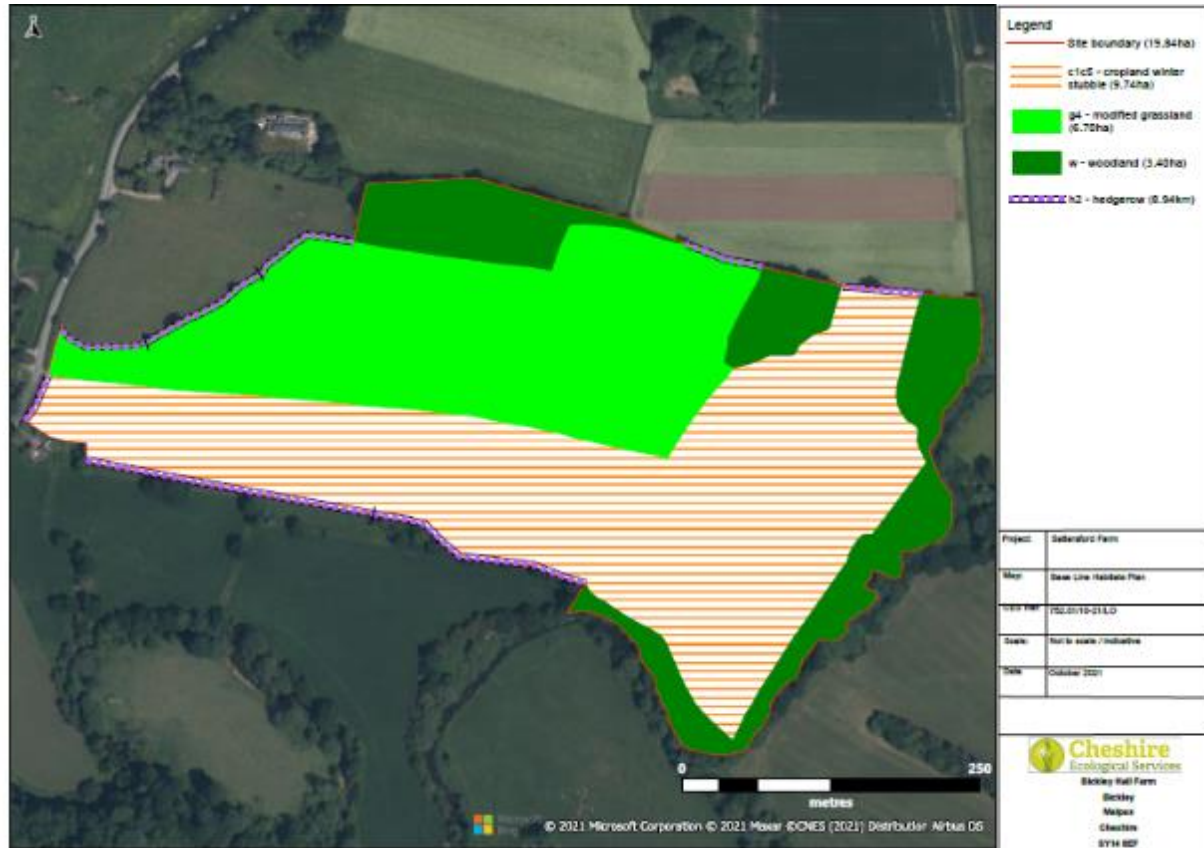 Legend
Site boundary (19.84ha)
c1c5 - cropland winter
stubble (9.74ha)
g4 - modified grassland
(6.70ha)
w - woodland (3.40ha)
h2 - hedgerow (0.94km)
Project:
Farm
Map:
Base Line Habitats Plan
Scale:
Not to scale / Indicative
Date:
October 2021
Cheshire
Ecological Services
Bickley Hall Farm
Bickley
Malpas
Cheshire
SY14 8EF
0
250
metres
© 2021 Microsoft Corporation © 2021 Maxar ©CNES (2021) Distribution Airbus DS